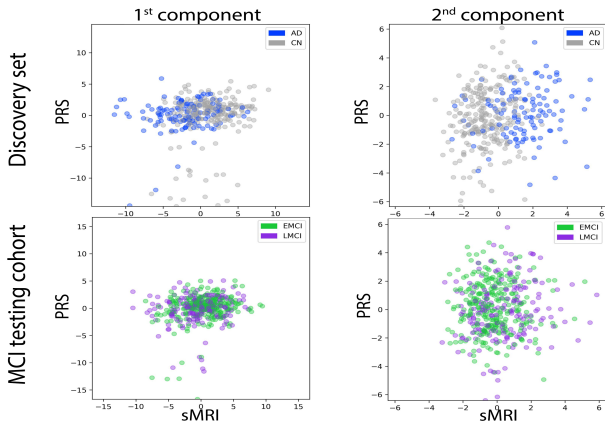 1st component
2nd component
Discovery set
PRS
10
5
0
−5
−10
−10
−5
0
5
10
AD
CN
PRS
6
4
2
0
−2
−4
−6
−6
−4
−2
0
2
4
6
AD
CN
MCI testing cohort
PRS
15
10
5
0
−5
−10
−15
−15
−10
−5
0
5
10
15
EMCI
LMCI
sMRI
PRS
6
4
2
0
−2
−4
−6
−6
−4
−2
0
2
4
6
EMCI
LMCI
sMRI